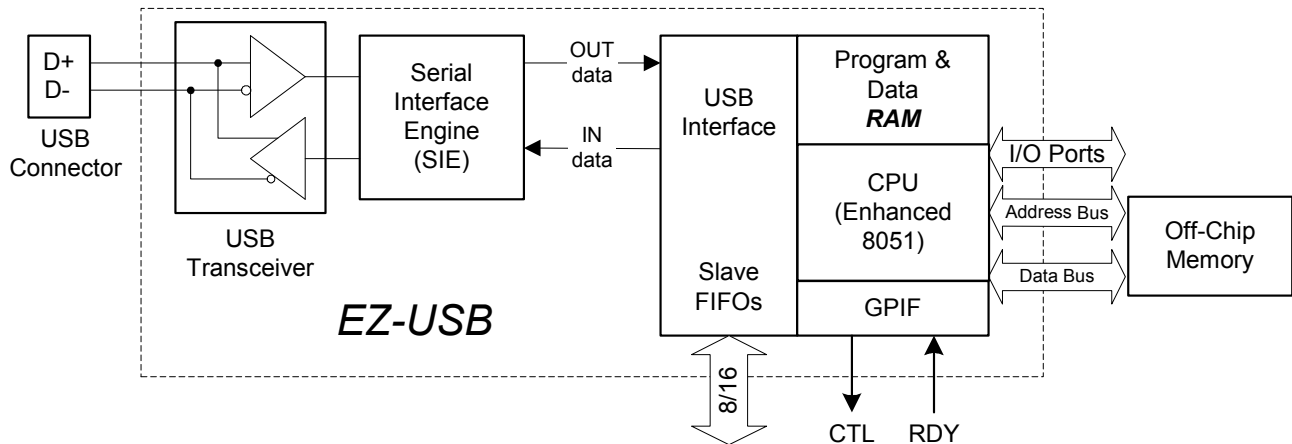 D+
D-
USB
Connector
USB
Transceiver
Serial
Interface
Engine
(SIE)
OUT
data
IN
data
USB
Interface
Slave
FIFOs
Program &
Data
RAM
CPU
(Enhanced
8051)
GPIF
I/O Ports
Address Bus
Data Bus
Off-Chip
Memory
EZ-USB
8/16
CTL
RDY